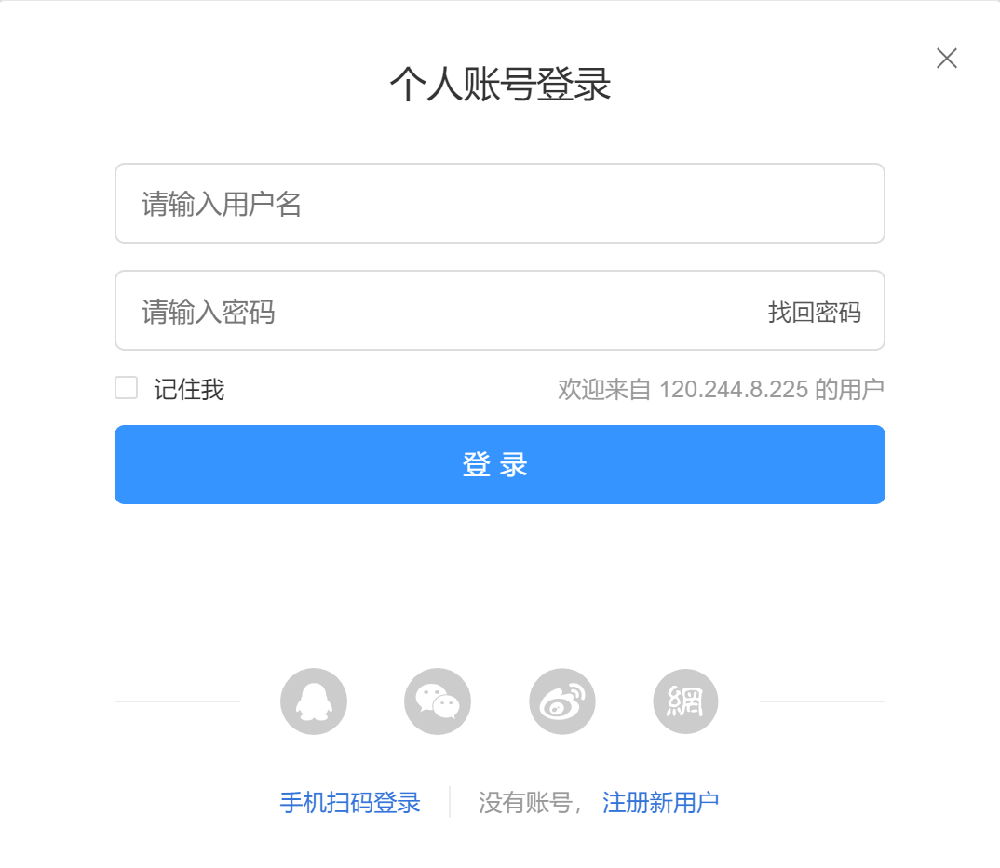 个人账号登录
请输入用户名
请输入密码
找回密码
记住我
欢迎来自 120.244.8.225 的用户
登 录
網
手机扫码登录
没有账号，注册新用户